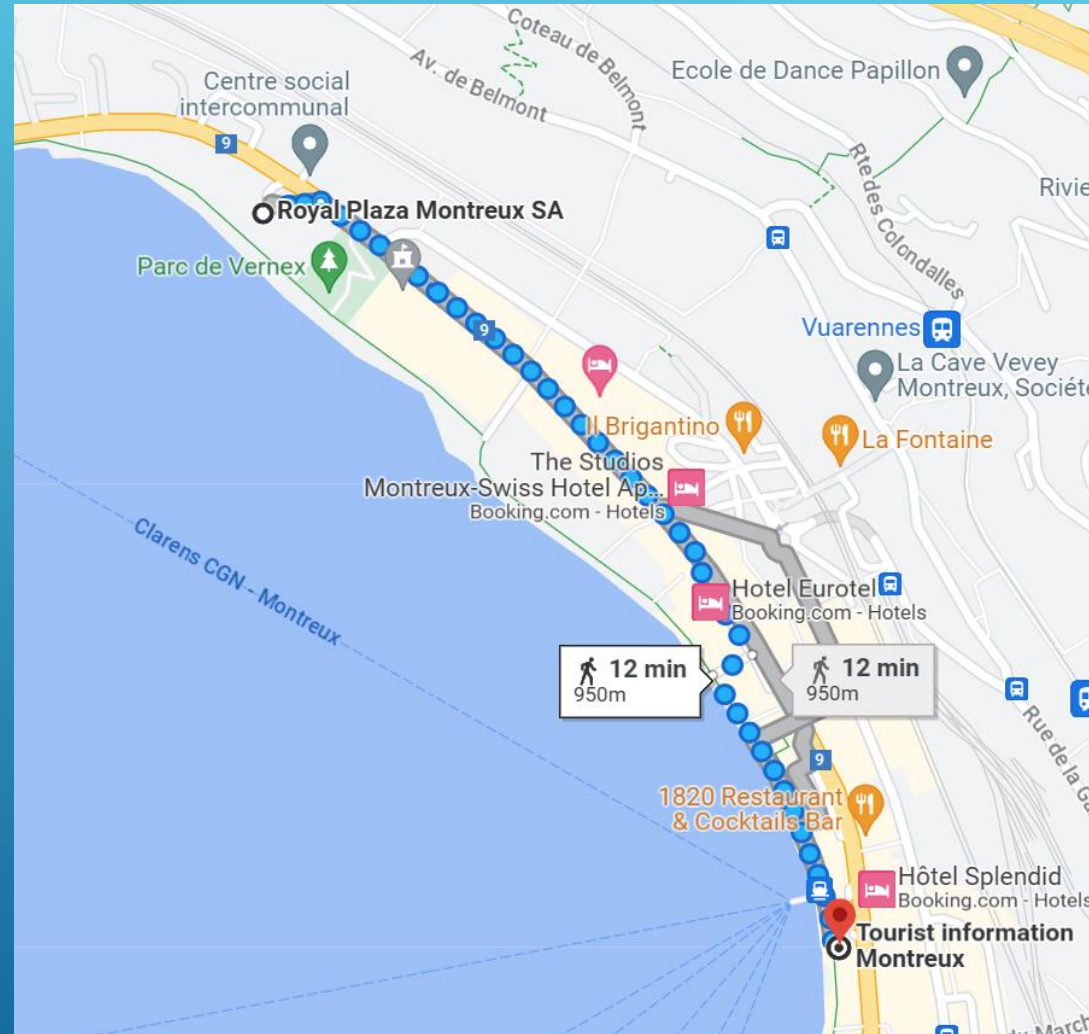 Coteau de Belmont
Av. de Belmont
Ecole de Dance Papillon
Centre social
intercommunal
9
Rte des Colondalles
Royal Plaza Montreux SA
Parc de Vernex
9
Vuarennes
La Cave Vevey
Montreux, Société
Il Brigantino
La Fontaine
The Studios
Montreux-Swiss Hotel Ap...
Booking.com - Hotels
Clarens CGN - Montreux
Hotel Eurotel
Booking.com - Hotels
12 min
950m
12 min
950m
Rue de la
9
1820 Restaurant
& Cocktails Bar
Hôtel Splendid
Booking.com - Hotels
Tourist information
Montreux